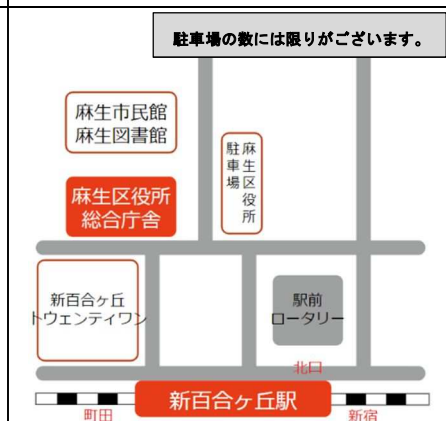 駐車場の数には限りがございます。
麻生市民館
麻生図書館
麻生区役所
駐車場
麻生区役所
総合庁舎
新百合ヶ丘
トウェンティワン
駅前
ロータリー
北口
新百合ヶ丘駅
町田
新宿